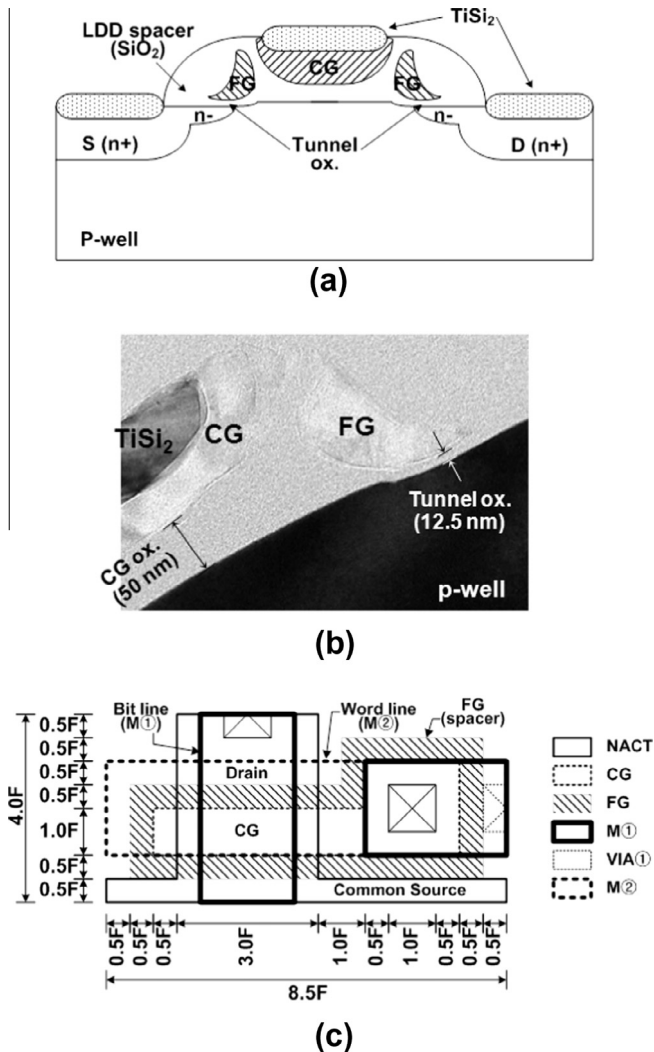 TiSi₂
LDD spacer
(SiO₂)
FG
CG
FG
n-
n-
S (n+)
Tunnel
ox.
D (n+)
P-well
(a)
TiSi₂
CG
FG
Tunnel ox.
(12.5 nm)
CG ox.
(50 nm)
p-well
(b)
Bit line
(M①)
Word line
(M②)
FG
(spacer)
4.0F
0.5F
0.5F
0.5F
0.5F
1.0F
0.5F
0.5F
Drain
CG
Common Source
0.5F
0.5F
0.5F
3.0F
1.0F
0.5F
1.0F
0.5F
0.5F
0.5F
8.5F
NACT
CG
FG
M①
VIA①
M②
(c)